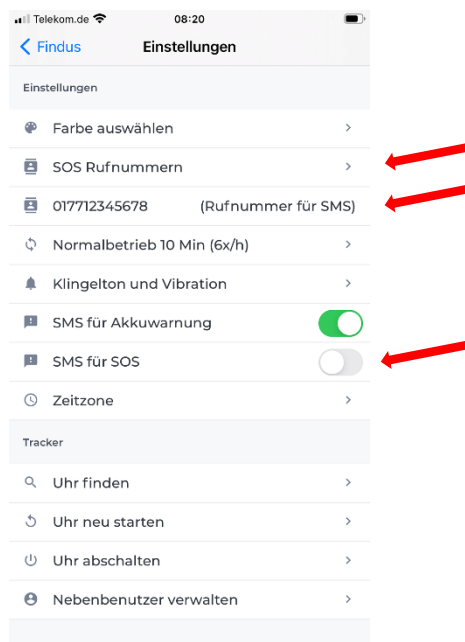 Telekom.de 08:20
Findus Einstellungen
Einstellungen
Farbe auswählen
SOS Rufnummern
017712345678 (Rufnummer für SMS)
Normalbetrieb 10 Min (6x/h)
Klingelton und Vibration
SMS für Akkuwarnung
SMS für SOS
Zeitzone
Tracker
Uhr finden
Uhr neu starten
Uhr abschalten
Nebenbenutzer verwalten